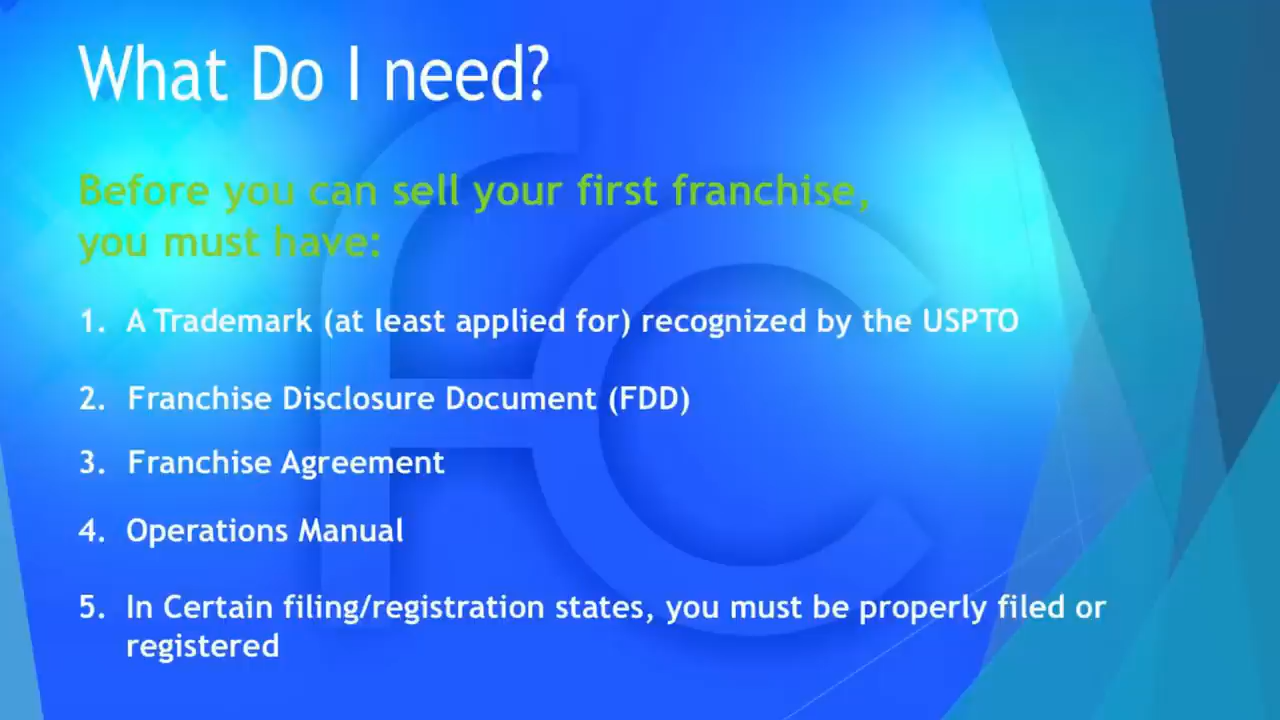 What Do I need?
Before you can sell your first franchise,
you must have:
1. A Trademark (at least applied for) recognized by the USPTO
2. Franchise Disclosure Document (FDD)
3. Franchise Agreement
4. Operations Manual
5. In Certain filing/registration states, you must be properly filed or
registered
fc